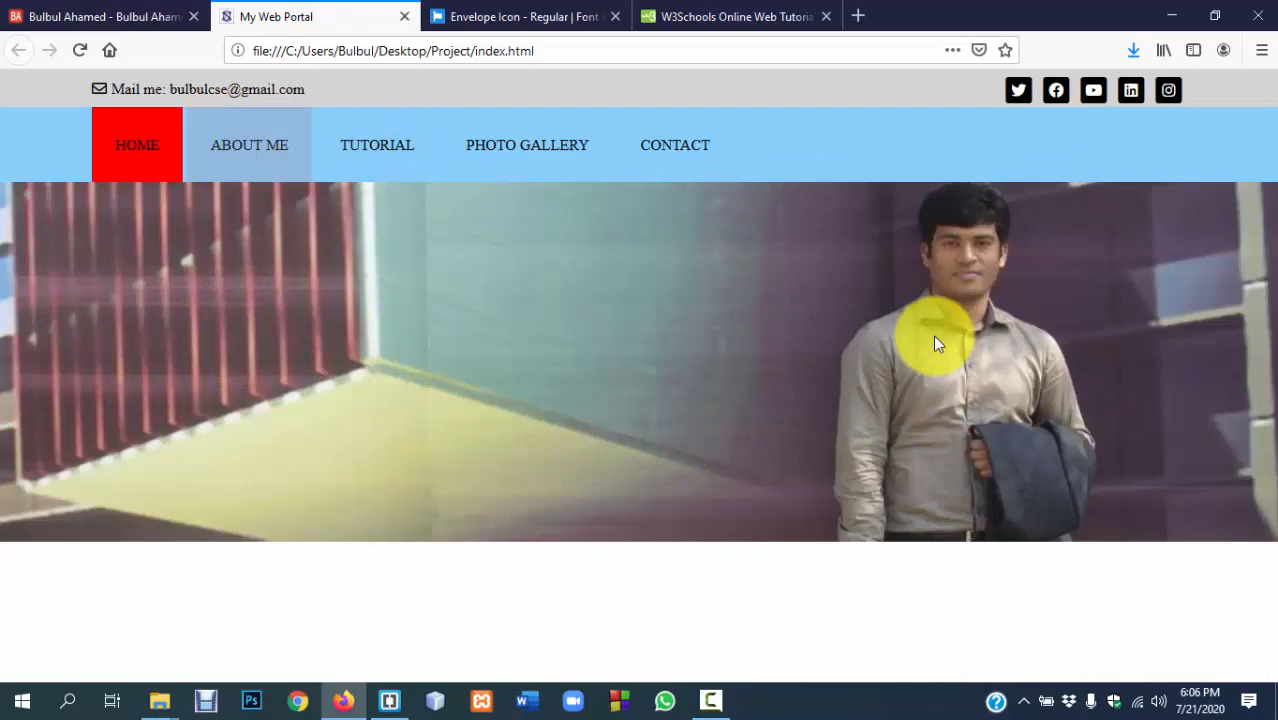 Bulbul Ahamed - Bulbul Aham
My Web Portal
Envelope Icon - Regular | Font
W3Schools Online Web Tutoria
file:///C:/Users/Bulbul/Desktop/Project/index.html
Mail me: bulbulcse@gmail.com
HOME
ABOUT ME
TUTORIAL
PHOTO GALLERY
CONTACT
6:06 PM
7/21/2020